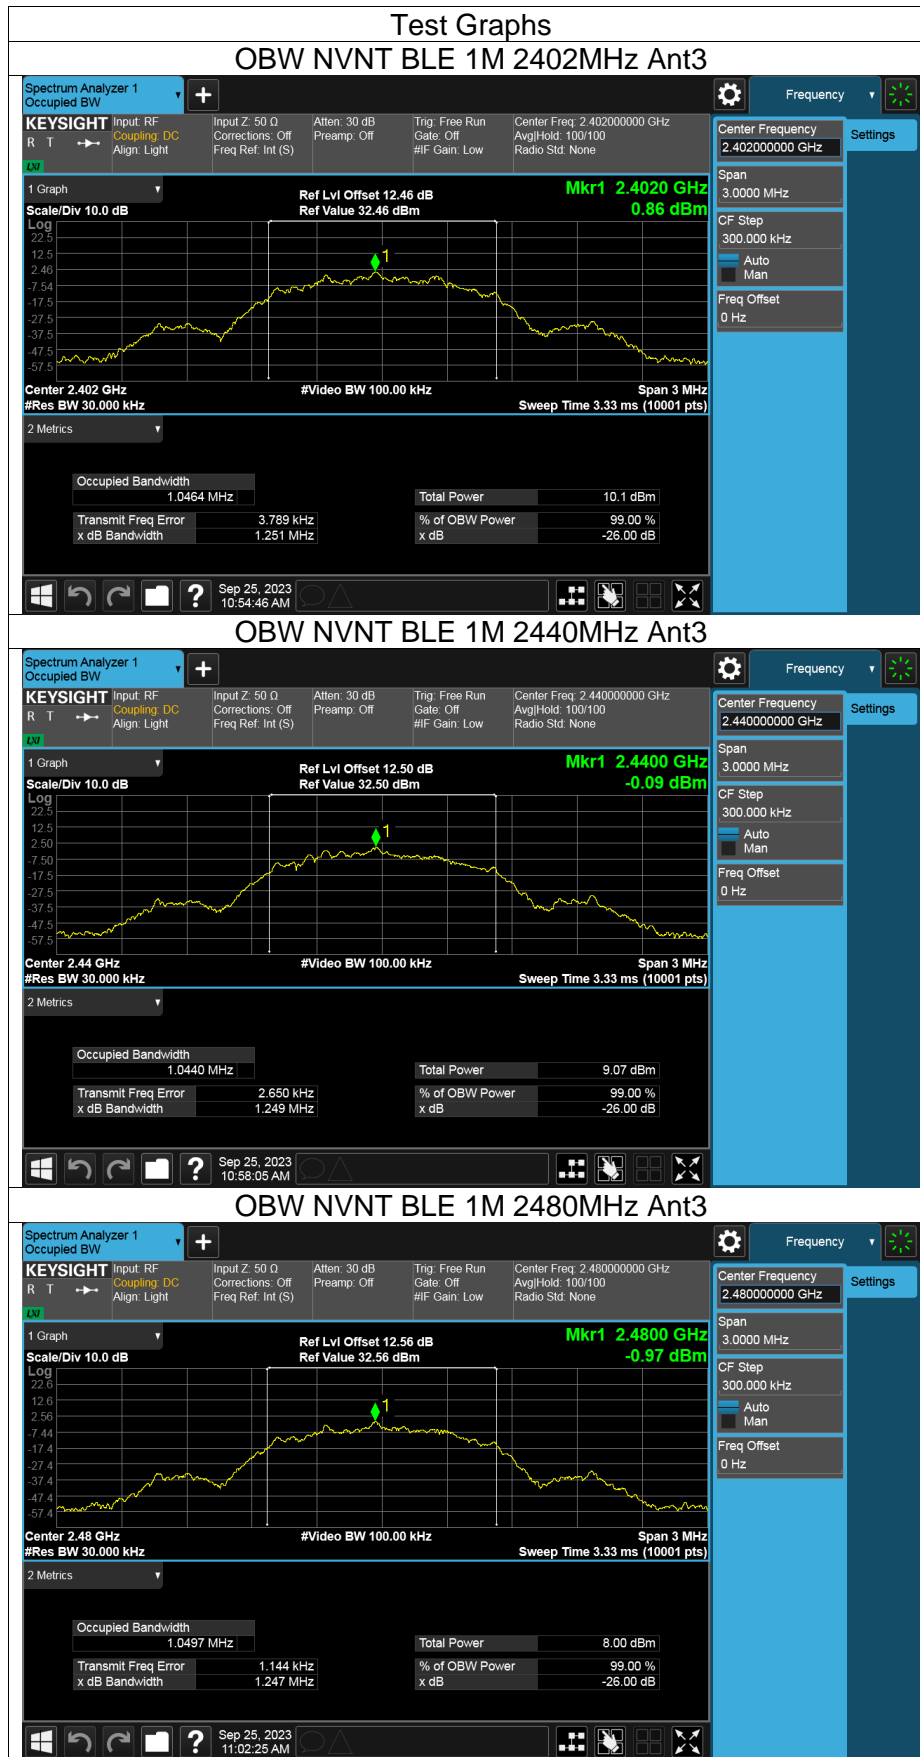 Test Graphs
OBW NVNT BLE 1M 2402MHz Ant3
Spectrum Analyzer 1
Occupied BW
Frequency
KEYSIGHT
R T
LXI
Input: RF
Coupling: DC
Align: Light
Input Z: 50 Ω
Corrections: Off
Freq Ref: Int (S)
Atten: 30 dB
Preamp: Off
Trig: Free Run
Gate: Off
#IF Gain: Low
Center Freq: 2.402000000 GHz
Avg|Hold: 100/100
Radio Std: None
Center Frequency
2.402000000 GHz
Settings
Span
3.0000 MHz
CF Step
300.000 kHz
Auto
Man
Freq Offset
0 Hz
1 Graph
Scale/Div 10.0 dB
Ref Lvl Offset 12.46 dB
Ref Value 32.46 dBm
Mkr1 2.4020 GHz
0.86 dBm
Log
22.5
12.5
2.46
-7.54
-17.5
-27.5
-37.5
-47.5
-57.5
1
Center 2.402 GHz
#Res BW 30.000 kHz
#Video BW 100.00 kHz
Span 3 MHz
Sweep Time 3.33 ms (10001 pts)
2 Metrics
Occupied Bandwidth
1.0464 MHz
Total Power 10.1 dBm
Transmit Freq Error 3.789 kHz
% of OBW Power 99.00 %
x dB Bandwidth 1.251 MHz
x dB -26.00 dB
Sep 25, 2023
10:54:46 AM
OBW NVNT BLE 1M 2440MHz Ant3
Spectrum Analyzer 1
Occupied BW
Frequency
KEYSIGHT
R T
LXI
Input: RF
Coupling: DC
Align: Light
Input Z: 50 Ω
Corrections: Off
Freq Ref: Int (S)
Atten: 30 dB
Preamp: Off
Trig: Free Run
Gate: Off
#IF Gain: Low
Center Freq: 2.440000000 GHz
Avg|Hold: 100/100
Radio Std: None
Center Frequency
2.440000000 GHz
Settings
Span
3.0000 MHz
CF Step
300.000 kHz
Auto
Man
Freq Offset
0 Hz
1 Graph
Scale/Div 10.0 dB
Ref Lvl Offset 12.50 dB
Ref Value 32.50 dBm
Mkr1 2.4400 GHz
-0.09 dBm
Log
22.5
12.5
2.50
-7.50
-17.5
-27.5
-37.5
-47.5
-57.5
1
Center 2.44 GHz
#Res BW 30.000 kHz
#Video BW 100.00 kHz
Span 3 MHz
Sweep Time 3.33 ms (10001 pts)
2 Metrics
Occupied Bandwidth
1.0440 MHz
Total Power 9.07 dBm
Transmit Freq Error 2.650 kHz
% of OBW Power 99.00 %
x dB Bandwidth 1.249 MHz
x dB -26.00 dB
Sep 25, 2023
10:58:05 AM
OBW NVNT BLE 1M 2480MHz Ant3
Spectrum Analyzer 1
Occupied BW
Frequency
KEYSIGHT
R T
LXI
Input: RF
Coupling: DC
Align: Light
Input Z: 50 Ω
Corrections: Off
Freq Ref: Int (S)
Atten: 30 dB
Preamp: Off
Trig: Free Run
Gate: Off
#IF Gain: Low
Center Freq: 2.480000000 GHz
Avg|Hold: 100/100
Radio Std: None
Center Frequency
2.480000000 GHz
Settings
Span
3.0000 MHz
CF Step
300.000 kHz
Auto
Man
Freq Offset
0 Hz
1 Graph
Scale/Div 10.0 dB
Ref Lvl Offset 12.56 dB
Ref Value 32.56 dBm
Mkr1 2.4800 GHz
-0.97 dBm
Log
22.6
12.6
2.56
-7.44
-17.4
-27.4
-37.4
-47.4
-57.4
1
Center 2.48 GHz
#Res BW 30.000 kHz
#Video BW 100.00 kHz
Span 3 MHz
Sweep Time 3.33 ms (10001 pts)
2 Metrics
Occupied Bandwidth
1.0497 MHz
Total Power 8.00 dBm
Transmit Freq Error 1.144 kHz
% of OBW Power 99.00 %
x dB Bandwidth 1.247 MHz
x dB -26.00 dB
Sep 25, 2023
11:02:25 AM